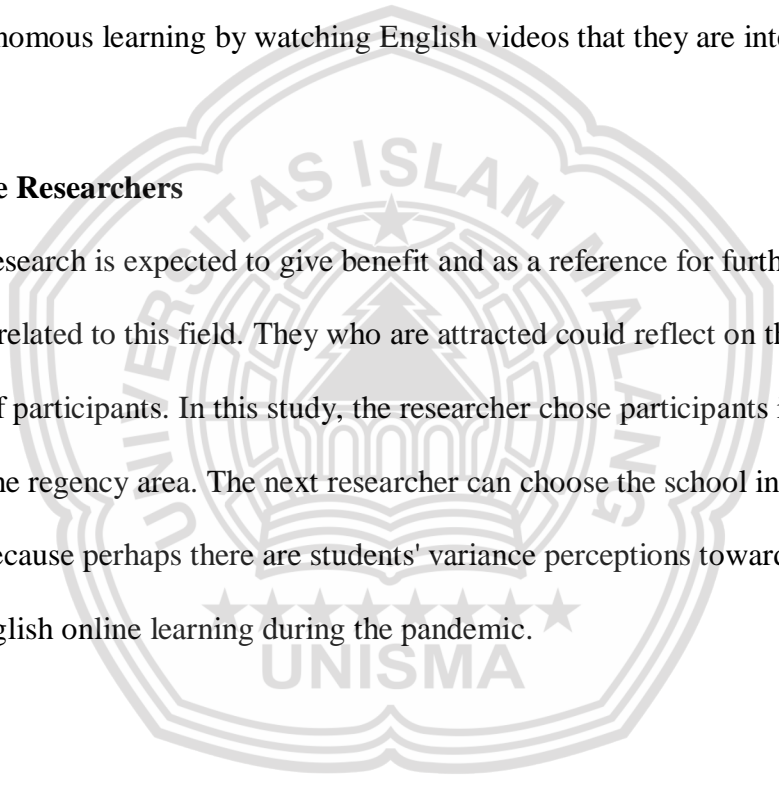 nomous learning by watching English videos that they are inte
e Researchers
esearch is expected to give benefit and as a reference for furth
related to this field. They who are attracted could reflect on th
f participants. In this study, the researcher chose participants
he regency area. The next researcher can choose the school in
ecause perhaps there are students' variance perceptions toward
glish online learning during the pandemic.
UNIVERSITAS ISLAM MALANG
UNISMA